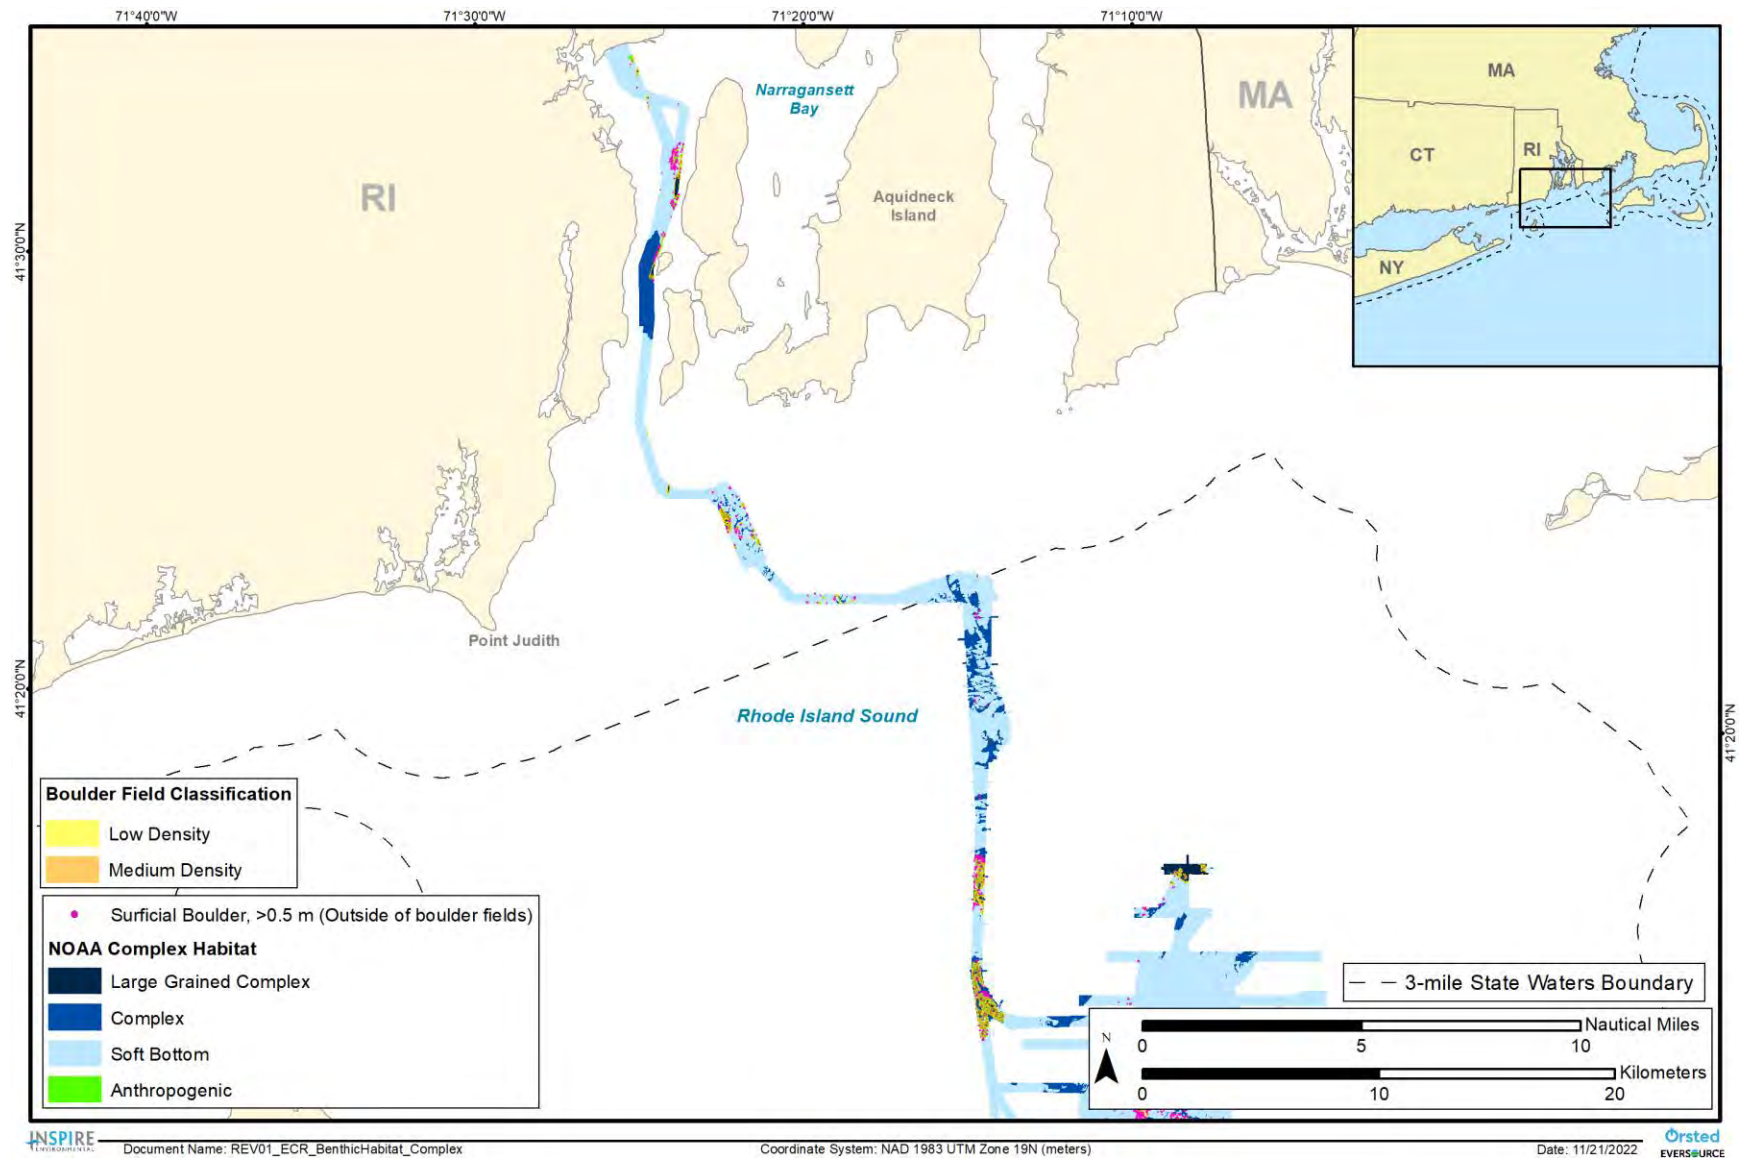 71°40'0"W
71°30'0"W
71°20'0"W
71°10'0"W
41°30'0"N
41°20'0"N
41°20'0"N
RI
MA
Narragansett
Bay
Aquidneck
Island
Point Judith
Rhode Island Sound
MA
CT
RI
NY
Boulder Field Classification
Low Density
Medium Density
Surficial Boulder, >0.5 m (Outside of boulder fields)
NOAA Complex Habitat
Large Grained Complex
Complex
Soft Bottom
Anthropogenic
3-mile State Waters Boundary
N
Nautical Miles
0 5 10
Kilometers
0 10 20
INSPIRE
ENVIRONMENTAL
Document Name: REV01_ECR_BenthicHabitat_Complex
Coordinate System: NAD 1983 UTM Zone 19N (meters)
Date: 11/21/2022
Orsted
EVERSOURCE